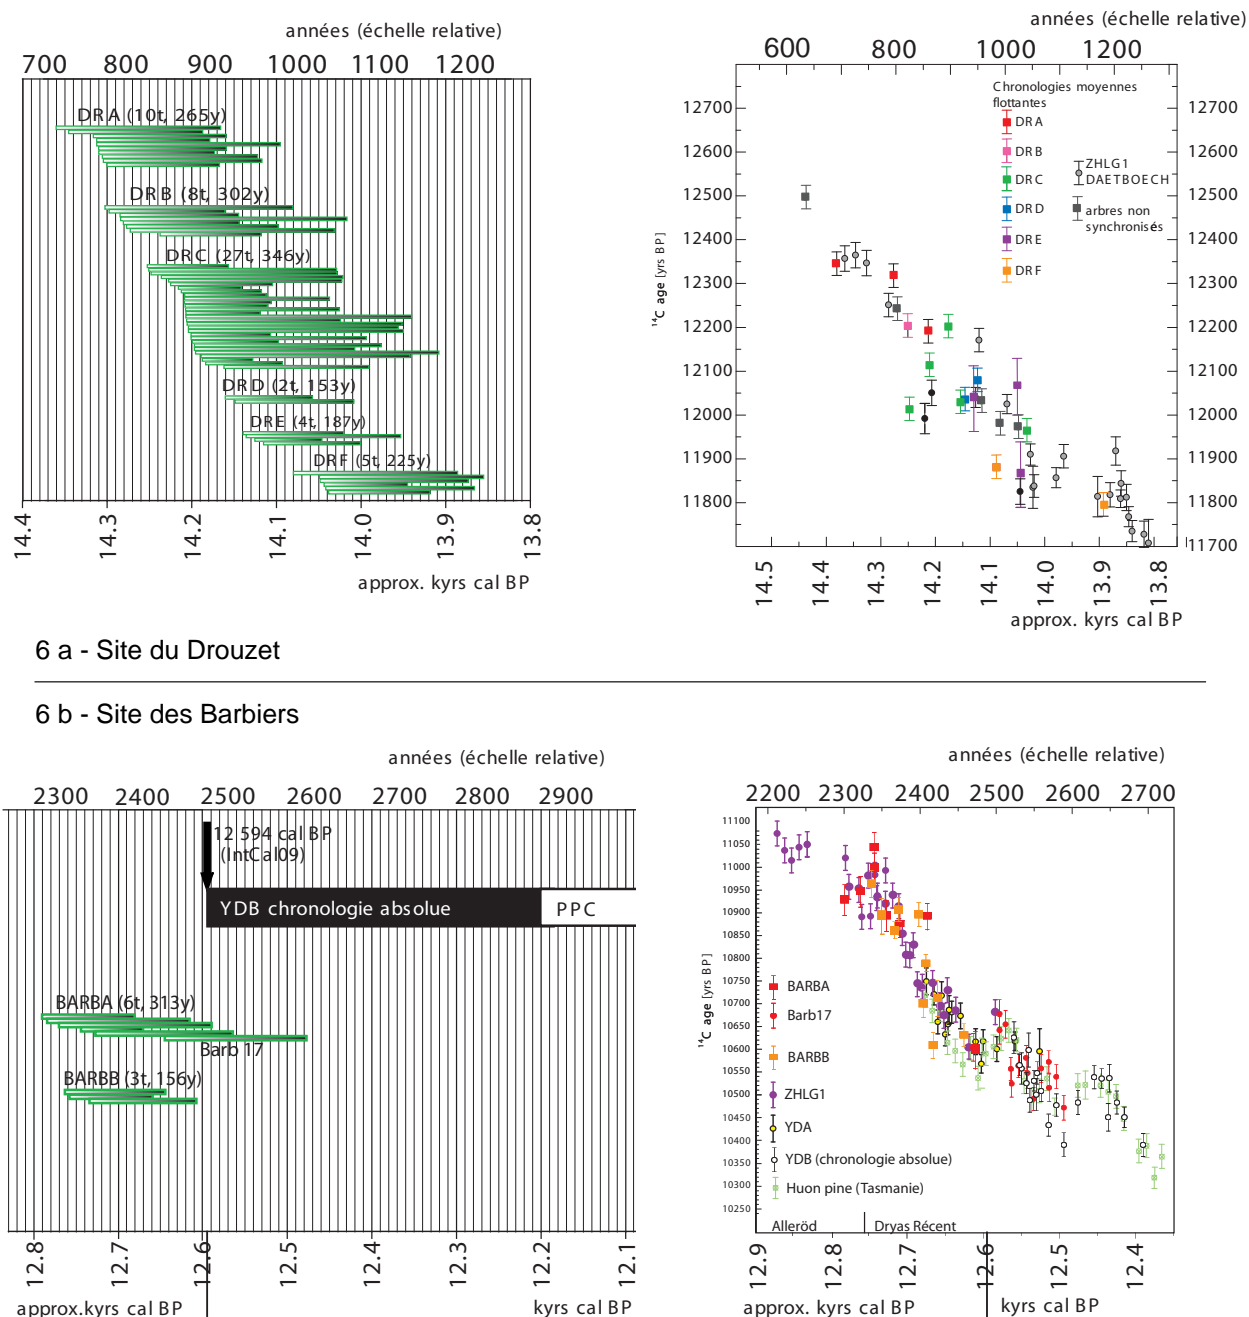 années (échelle relative)
700 800 900 1000 1100 1200
DRA (10t, 265y)
DRB (8t, 302y)
DRC (27t, 346y)
DRD (2t, 153y)
DRE (4t, 187y)
DRF (5t, 225y)
14.4 14.3 14.2 14.1 14.0 13.9 13.8
approx. kyrs cal BP
années (échelle relative)
600 800 1000 1200
Chronologies moyennes
flottantes
DRA
DRB
DRC
DRD
DRE
DRF
ZHLG1
DAETBOECH
arbres non
synchronisés
14C age [yrs BP]
12700 12700
12600 12600
12500 12500
12400 12400
12300 12300
12200 12200
12100 12100
12000 12000
11900 11900
11800 11800
11700
14.5 14.4 14.3 14.2 14.1 14.0 13.9 13.8
approx. kyrs cal BP
6 a - Site du Drouzet
6 b - Site des Barbiers
années (échelle relative)
2300 2400 2500 2600 2700 2800 2900
12 594 cal BP
(IntCal09)
YDB chronologie absolue PPC
BARBA (6t, 313y)
Barb 17
BARBB (3t, 156y)
12.8 12.7 12.6 12.5 12.4 12.3 12.2 12.1
approx.kyrs cal BP kyrs cal BP
années (échelle relative)
2200 2300 2400 2500 2600 2700
14C age [yrs BP]
11100
11050
11000
10950
10900
10850
10800
10750
10700
10650
10600
10550
10500
10450
10400
10350
10300
10250
BARBA
Barb17
BARBB
ZHLG1
YDA
YDB (chronologie absolue)
Huon pine (Tasmanie)
Alleröd Dryas Récent
12.9 12.8 12.7 12.6 12.5 12.4
approx. kyrs cal BP kyrs cal BP